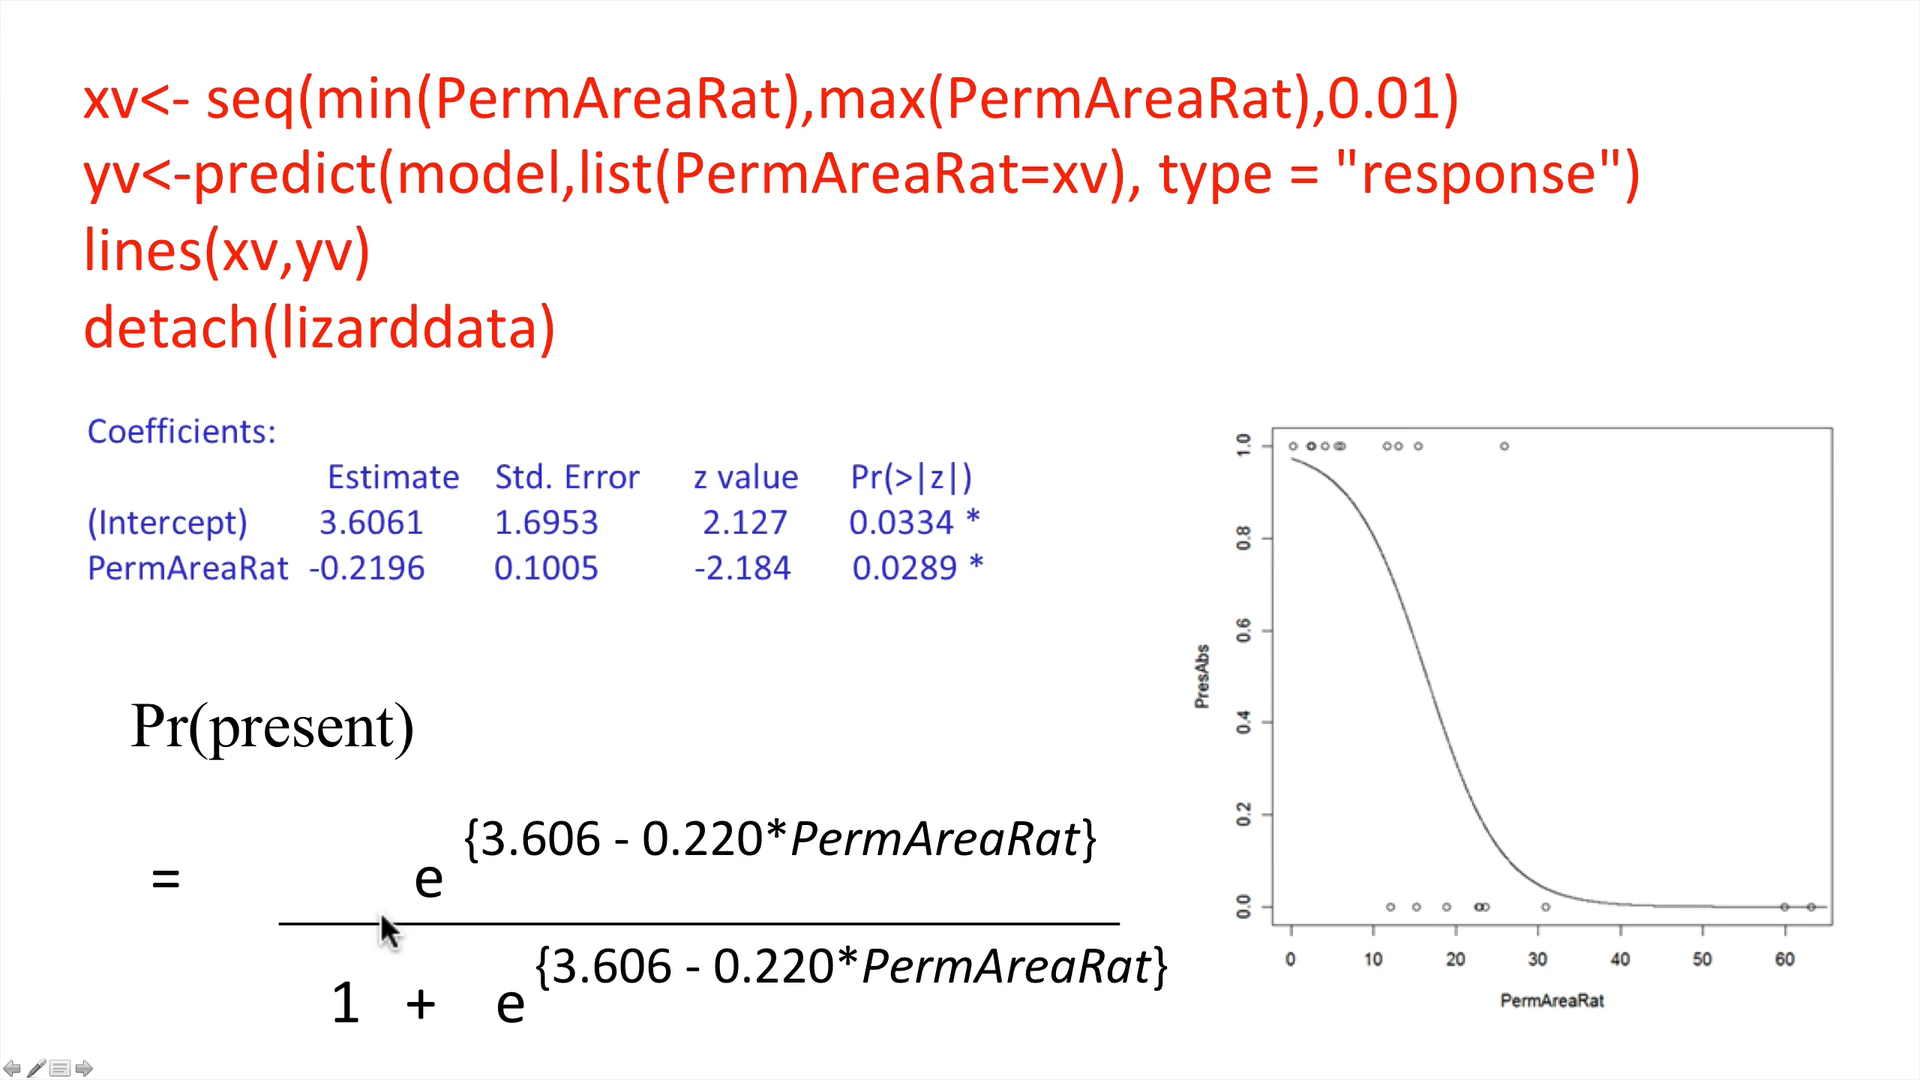 xv<- seq(min(PermAreaRat),max(PermAreaRat),0.01)
yv<-predict(model,list(PermAreaRat=xv), type = "response")
lines(xv,yv)
detach(lizarddata)
Coefficients:
Estimate Std. Error z value Pr(>|z|)
(Intercept) 3.6061 1.6953 2.127 0.0334 *
PermAreaRat -0.2196 0.1005 -2.184 0.0289 *
Pr(present)
= e {3.606 - 0.220*PermAreaRat}
1 + e {3.606 - 0.220*PermAreaRat}
PresAbs
1.0
0.8
0.6
0.4
0.2
0.0
0 10 20 30 40 50 60
PermAreaRat